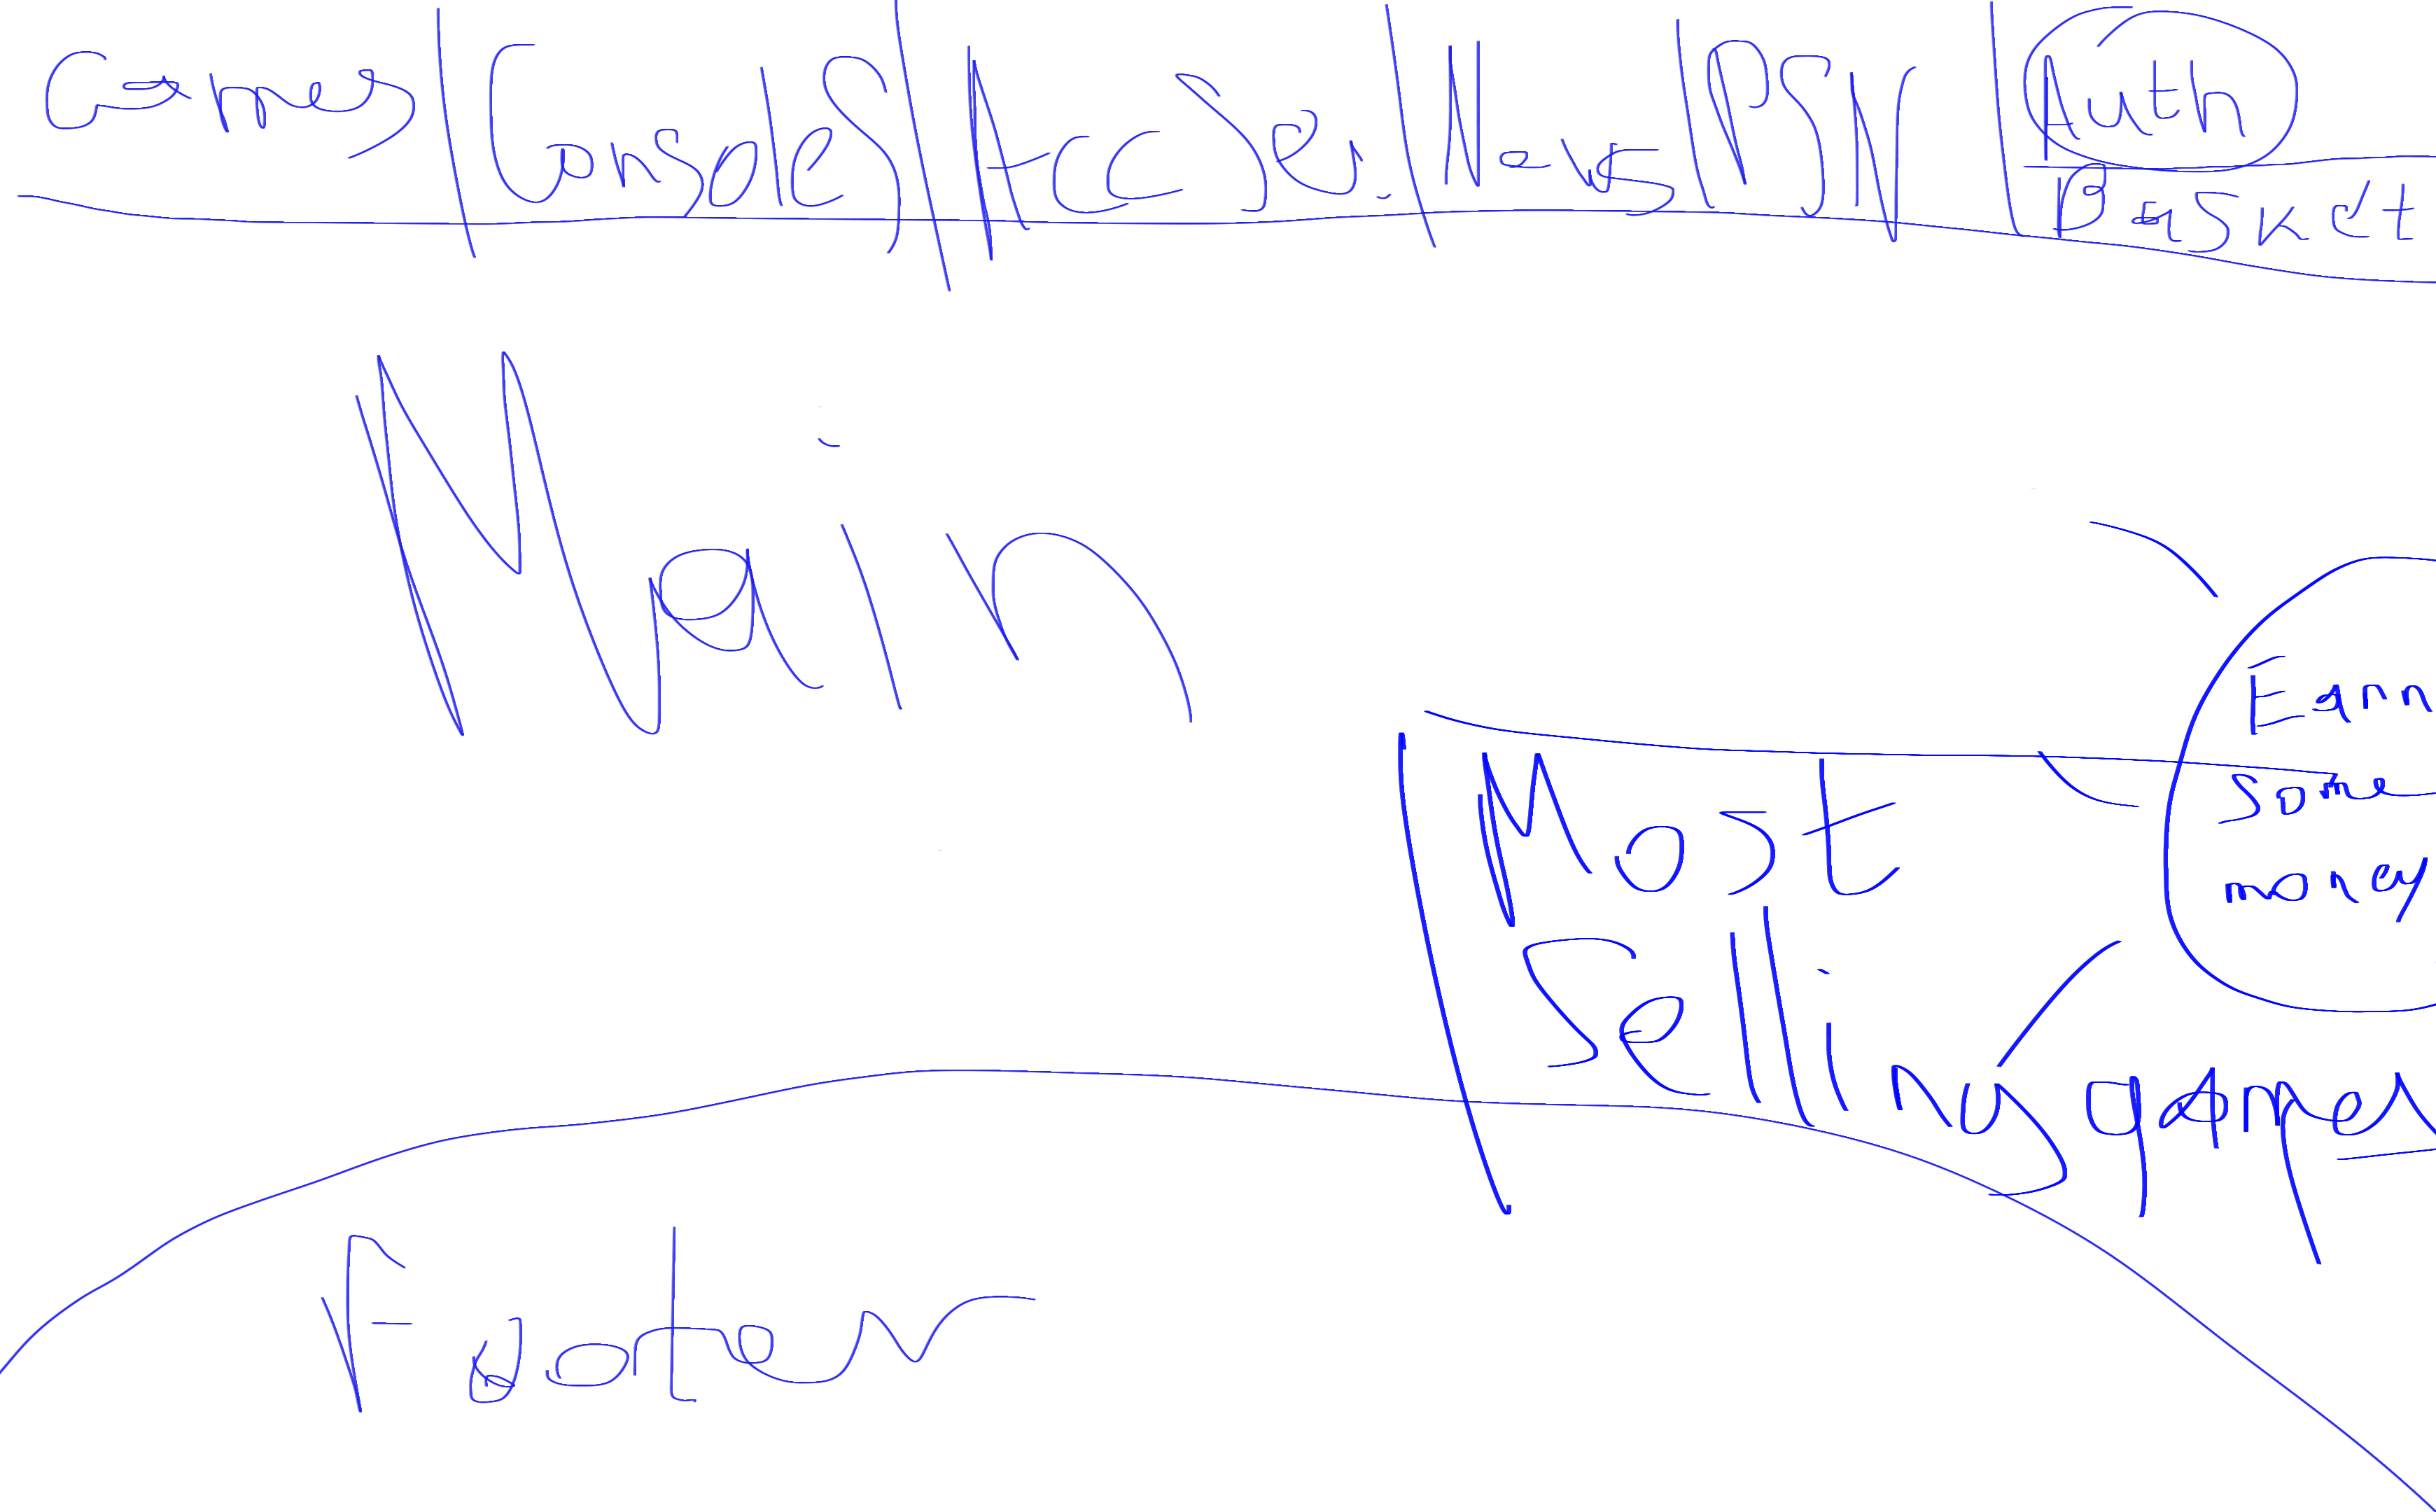 Games Consoles Accses. News PSN Auth
Basket
Main
Earn
some
money
Most
Selling games
Footer